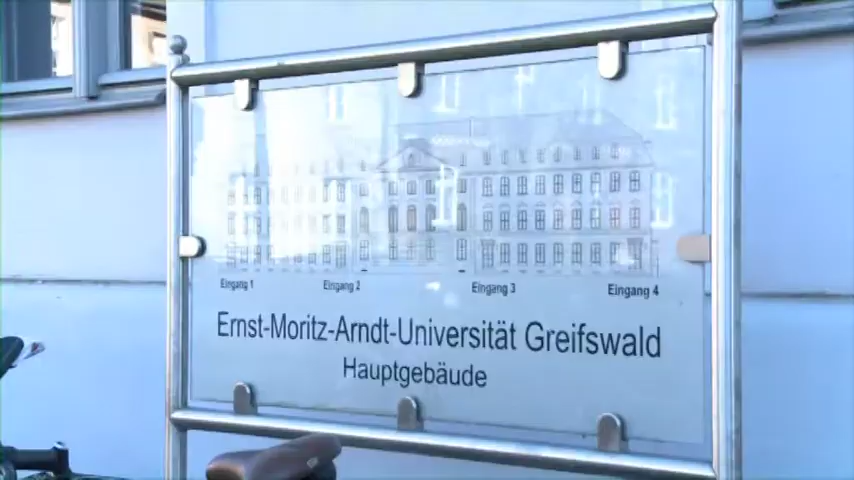 Eingang 1 Eingang 2 Eingang 3 Eingang 4
Ernst-Moritz-Arndt-Universität Greifswald
Hauptgebäude